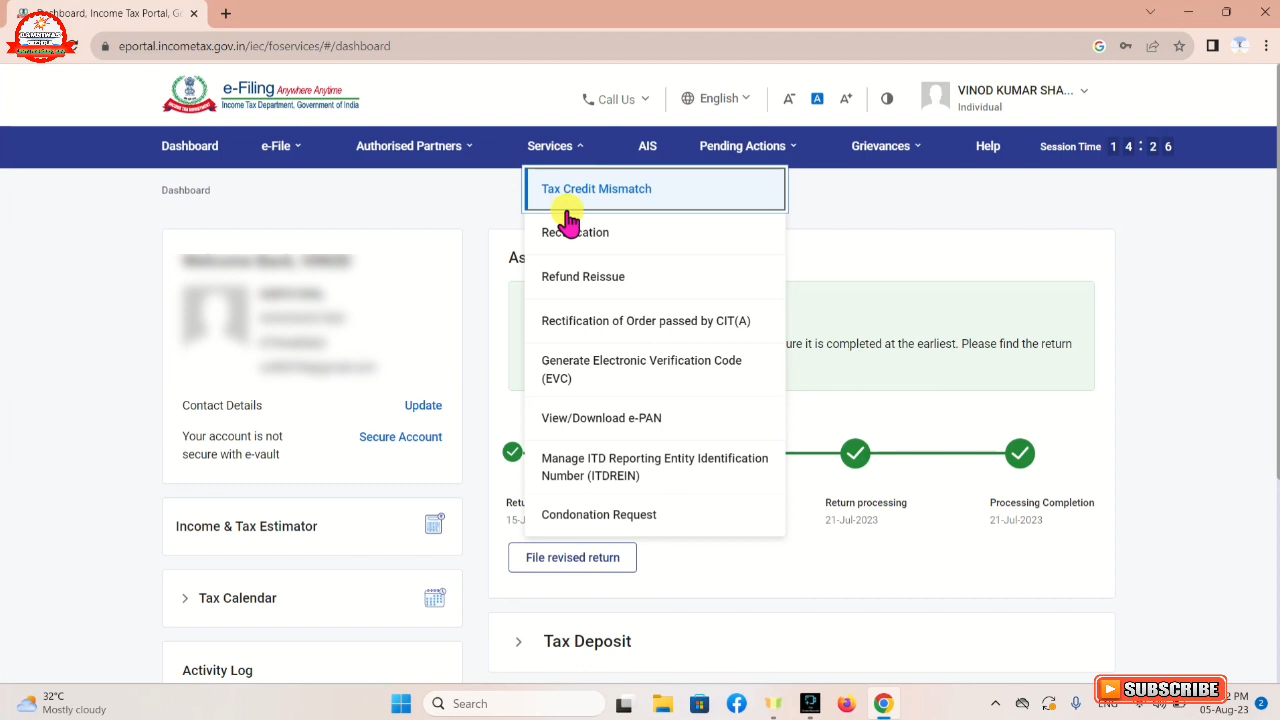 Dashboard, Income Tax Portal, Ge
eportal.incometax.gov.in/iec/foservices/#/dashboard
e-Filing Anywhere Anytime
Income Tax Department, Government of India
Call Us
English
A-
A
A+
VINOD KUMAR SHA...
Individual
Dashboard
e-File
Authorised Partners
Services
AIS
Pending Actions
Grievances
Help
Session Time 1 4 : 2 6
Dashboard
Tax Credit Mismatch
Refund Reissue
Rectification of Order passed by CIT(A)
Generate Electronic Verification Code
(EVC)
View/Download e-PAN
Manage ITD Reporting Entity Identification
Number (ITDREIN)
Condonation Request
As
ure it is completed at the earliest. Please find the return
Contact Details
Update
Your account is not
secure with e-vault
Secure Account
Return processing
21-Jul-2023
Processing Completion
21-Jul-2023
File revised return
Income & Tax Estimator
Tax Calendar
Activity Log
Tax Deposit
32°C
Mostly cloudy
Search
SUBSCRIBE
2 PM
05-Aug-23
2